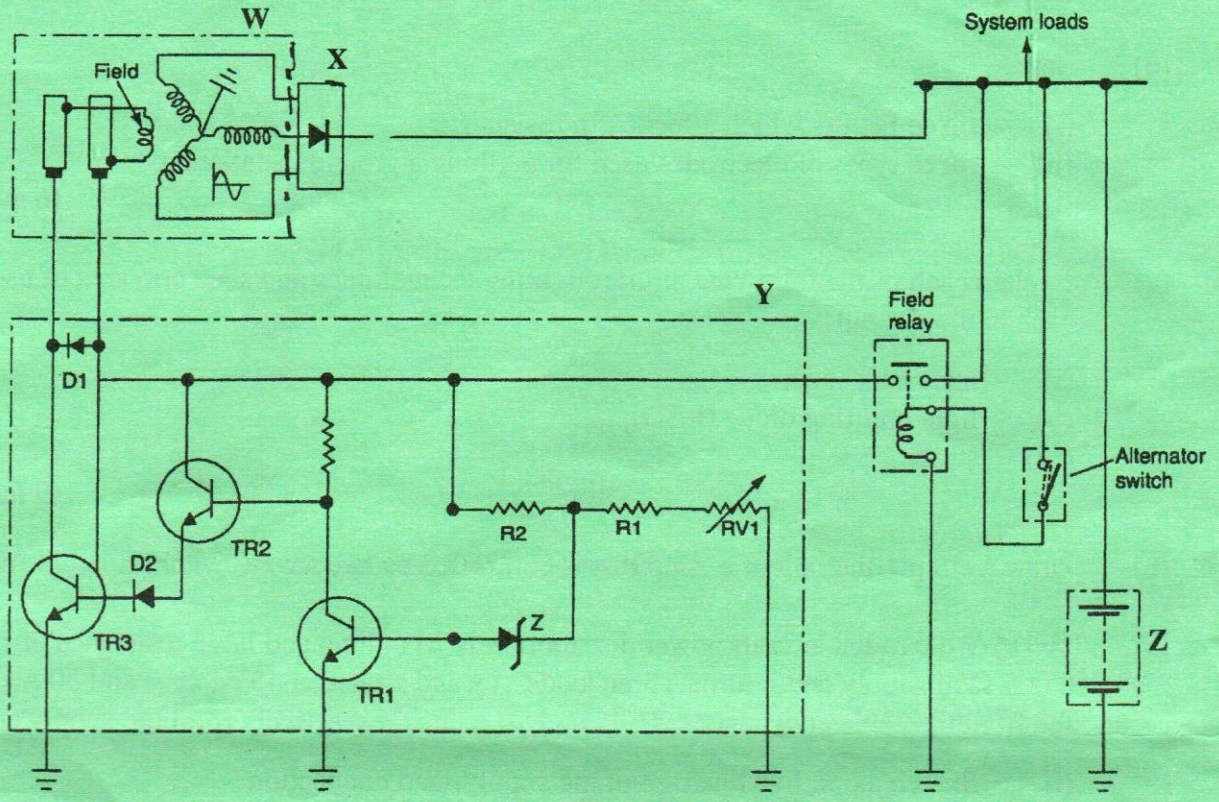 W
System loads
X
Field
Y
Field
relay
D1
Alternator
switch
R2
R1
RV1
TR2
D2
Z
TR3
Z
TR1